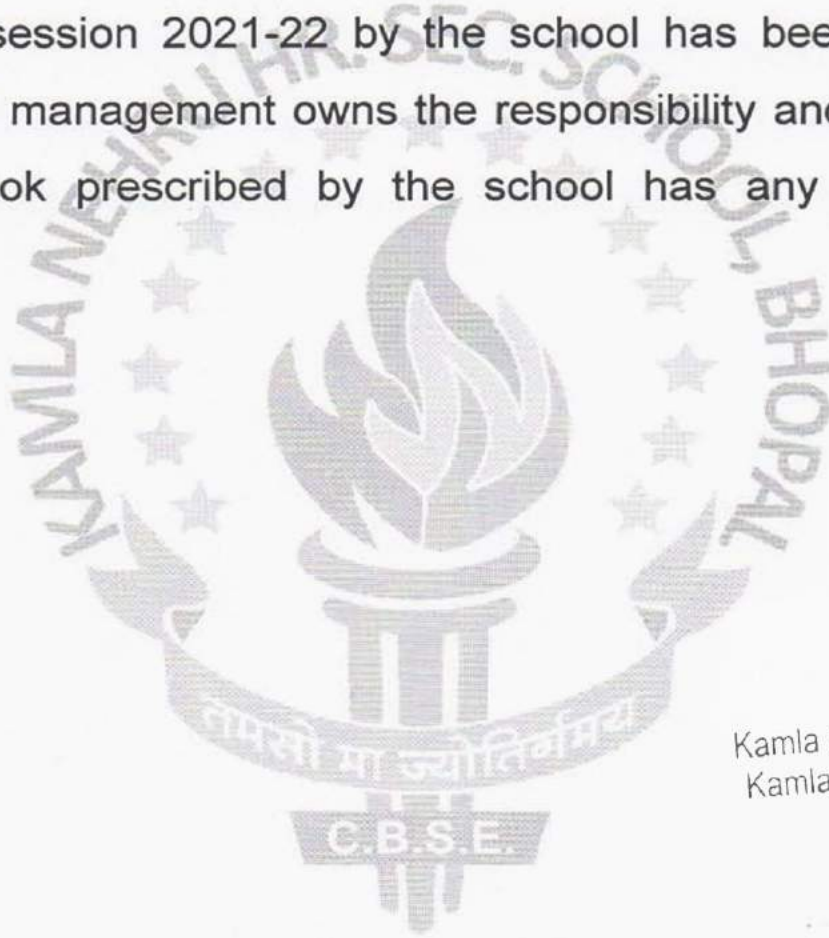 session 2021-22 by the school has bee
management owns the responsibility and
ok prescribed by the school has any
KAMLA NEHRU HR. SEC. SCHOOL, BHOPAL
तमसो मा ज्योतिर्गमय
C.B.S.E.
Kamla
Kamla